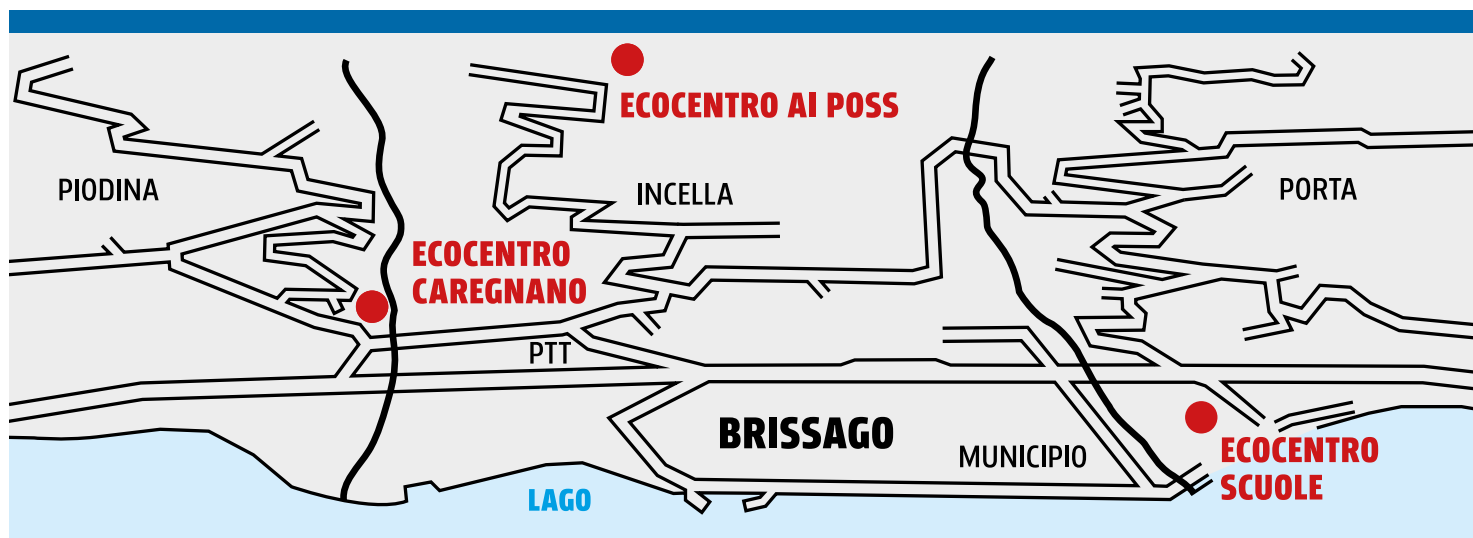 ECOCENTRO AI POSS
PIODINA
INCELLA
PORTA
ECOCENTRO
CAREGNANO
PTT
BRISSAGO
MUNICIPIO
ECOCENTRO
SCUOLE
LAGO